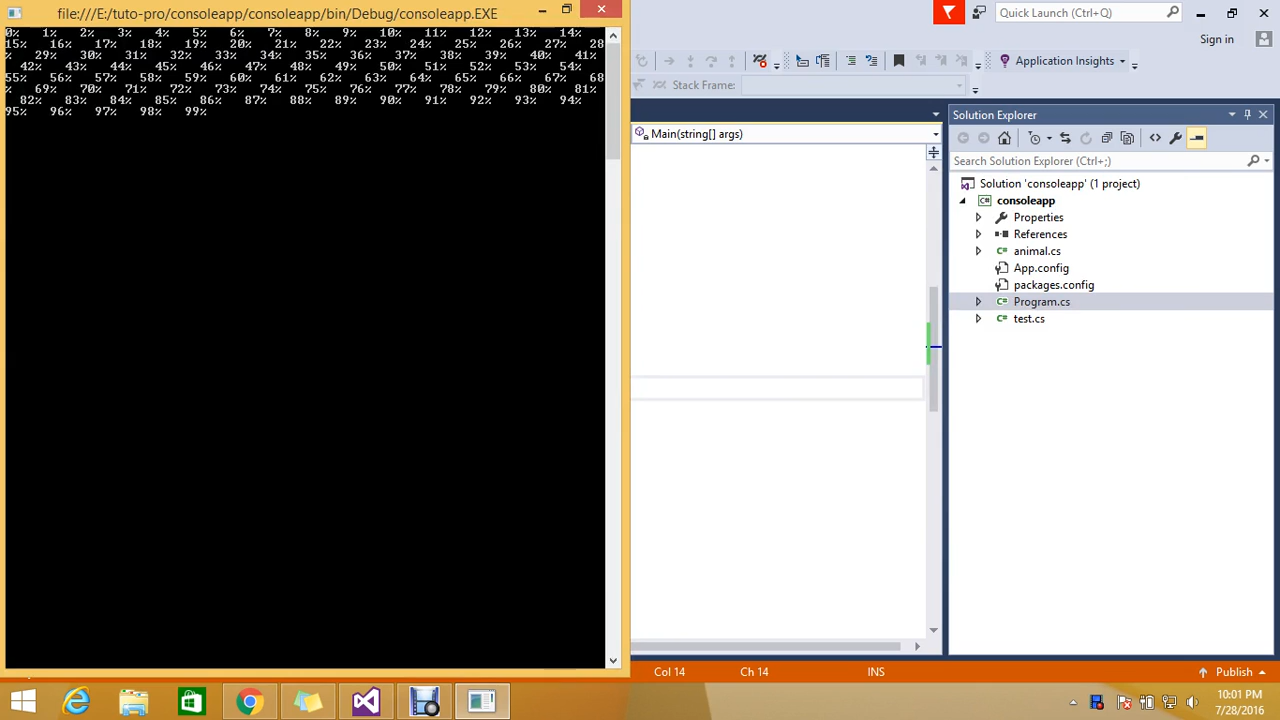 file:///E:/tuto-pro/consoleapp/consoleapp/bin/Debug/consoleapp.EXE
0% 1% 2% 3% 4% 5% 6% 7% 8% 9% 10% 11% 12% 13% 14%
15% 16% 17% 18% 19% 20% 21% 22% 23% 24% 25% 26% 27% 28
% 29% 30% 31% 32% 33% 34% 35% 36% 37% 38% 39% 40% 41%
42% 43% 44% 45% 46% 47% 48% 49% 50% 51% 52% 53% 54%
55% 56% 57% 58% 59% 60% 61% 62% 63% 64% 65% 66% 67% 68
% 69% 70% 71% 72% 73% 74% 75% 76% 77% 78% 79% 80% 81%
82% 83% 84% 85% 86% 87% 88% 89% 90% 91% 92% 93% 94%
95% 96% 97% 98% 99%
Quick Launch (Ctrl+Q)
Sign in
Application Insights
Stack Frame:
Main(string[] args)
Solution Explorer
Search Solution Explorer (Ctrl+;)
Solution 'consoleapp' (1 project)
consoleapp
Properties
References
animal.cs
App.config
packages.config
Program.cs
test.cs
Col 14 Ch 14 INS Publish
10:01 PM
7/28/2016